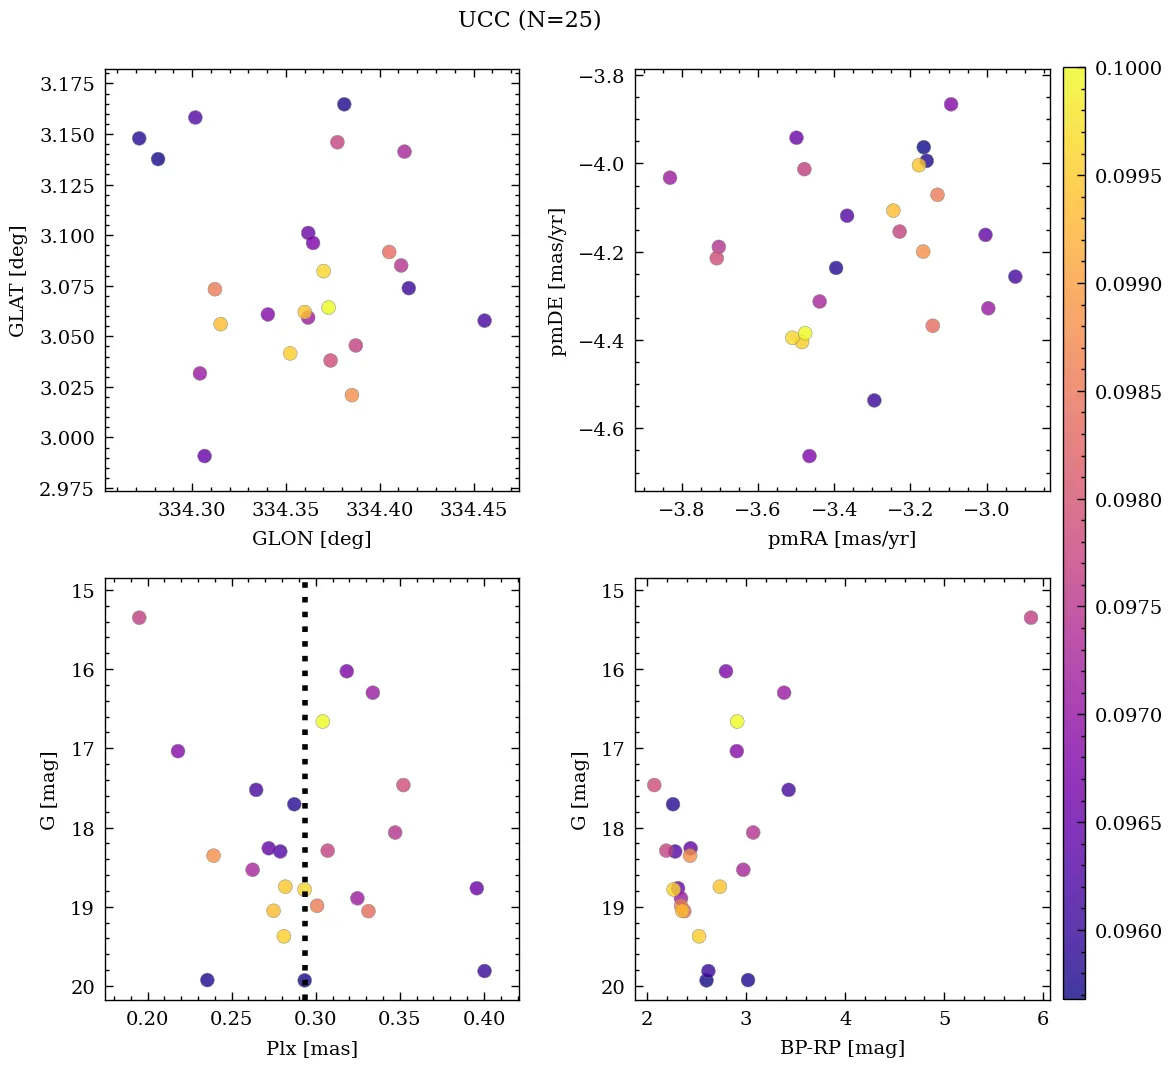 UCC (N=25)
3.175
3.150
3.125
3.100
3.075
3.050
3.025
3.000
2.975
GLAT [deg]
334.30 334.35 334.40 334.45
GLON [deg]
−3.8
−4.0
−4.2
−4.4
−4.6
pmDE [mas/yr]
−3.8 −3.6 −3.4 −3.2 −3.0
pmRA [mas/yr]
15
16
17
18
19
20
G [mag]
0.20 0.25 0.30 0.35 0.40
Plx [mas]
15
16
17
18
19
20
G [mag]
2 3 4 5 6
BP-RP [mag]
0.1000
0.0995
0.0990
0.0985
0.0980
0.0975
0.0970
0.0965
0.0960